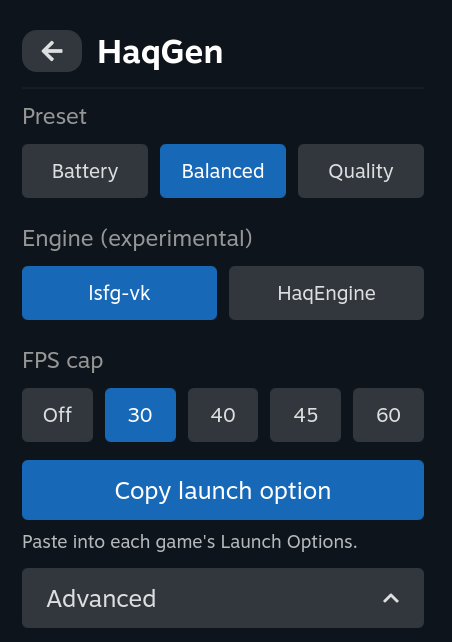 HaqGen
Preset
Battery Balanced Quality
Engine (experimental)
lsfg-vk HaqEngine
FPS cap
Off 30 40 45 60
Copy launch option
Paste into each game's Launch Options.
Advanced